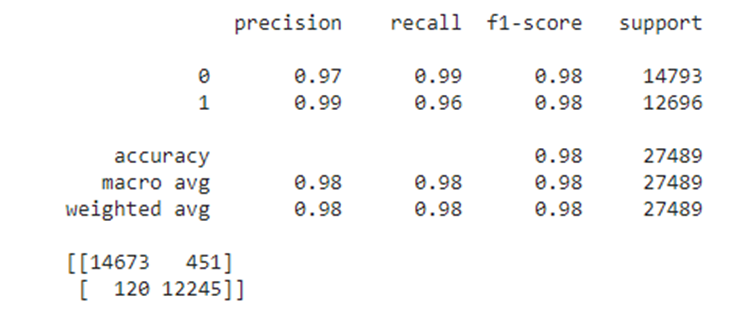 precision recall f1-score support
0 0.97 0.99 0.98 14793
1 0.99 0.96 0.98 12696
accuracy 0.98 27489
macro avg 0.98 0.98 0.98 27489
weighted avg 0.98 0.98 0.98 27489
[[14673 451]
[ 120 12245]]